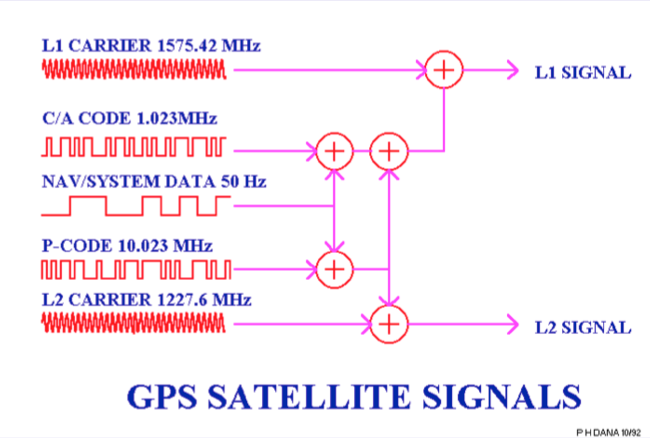 L1 CARRIER 1575.42 MHz
L1 SIGNAL
C/A CODE 1.023MHz
NAV/SYSTEM DATA 50 Hz
P-CODE 10.023 MHz
L2 CARRIER 1227.6 MHz
L2 SIGNAL
GPS SATELLITE SIGNALS
P H DANA 10/92